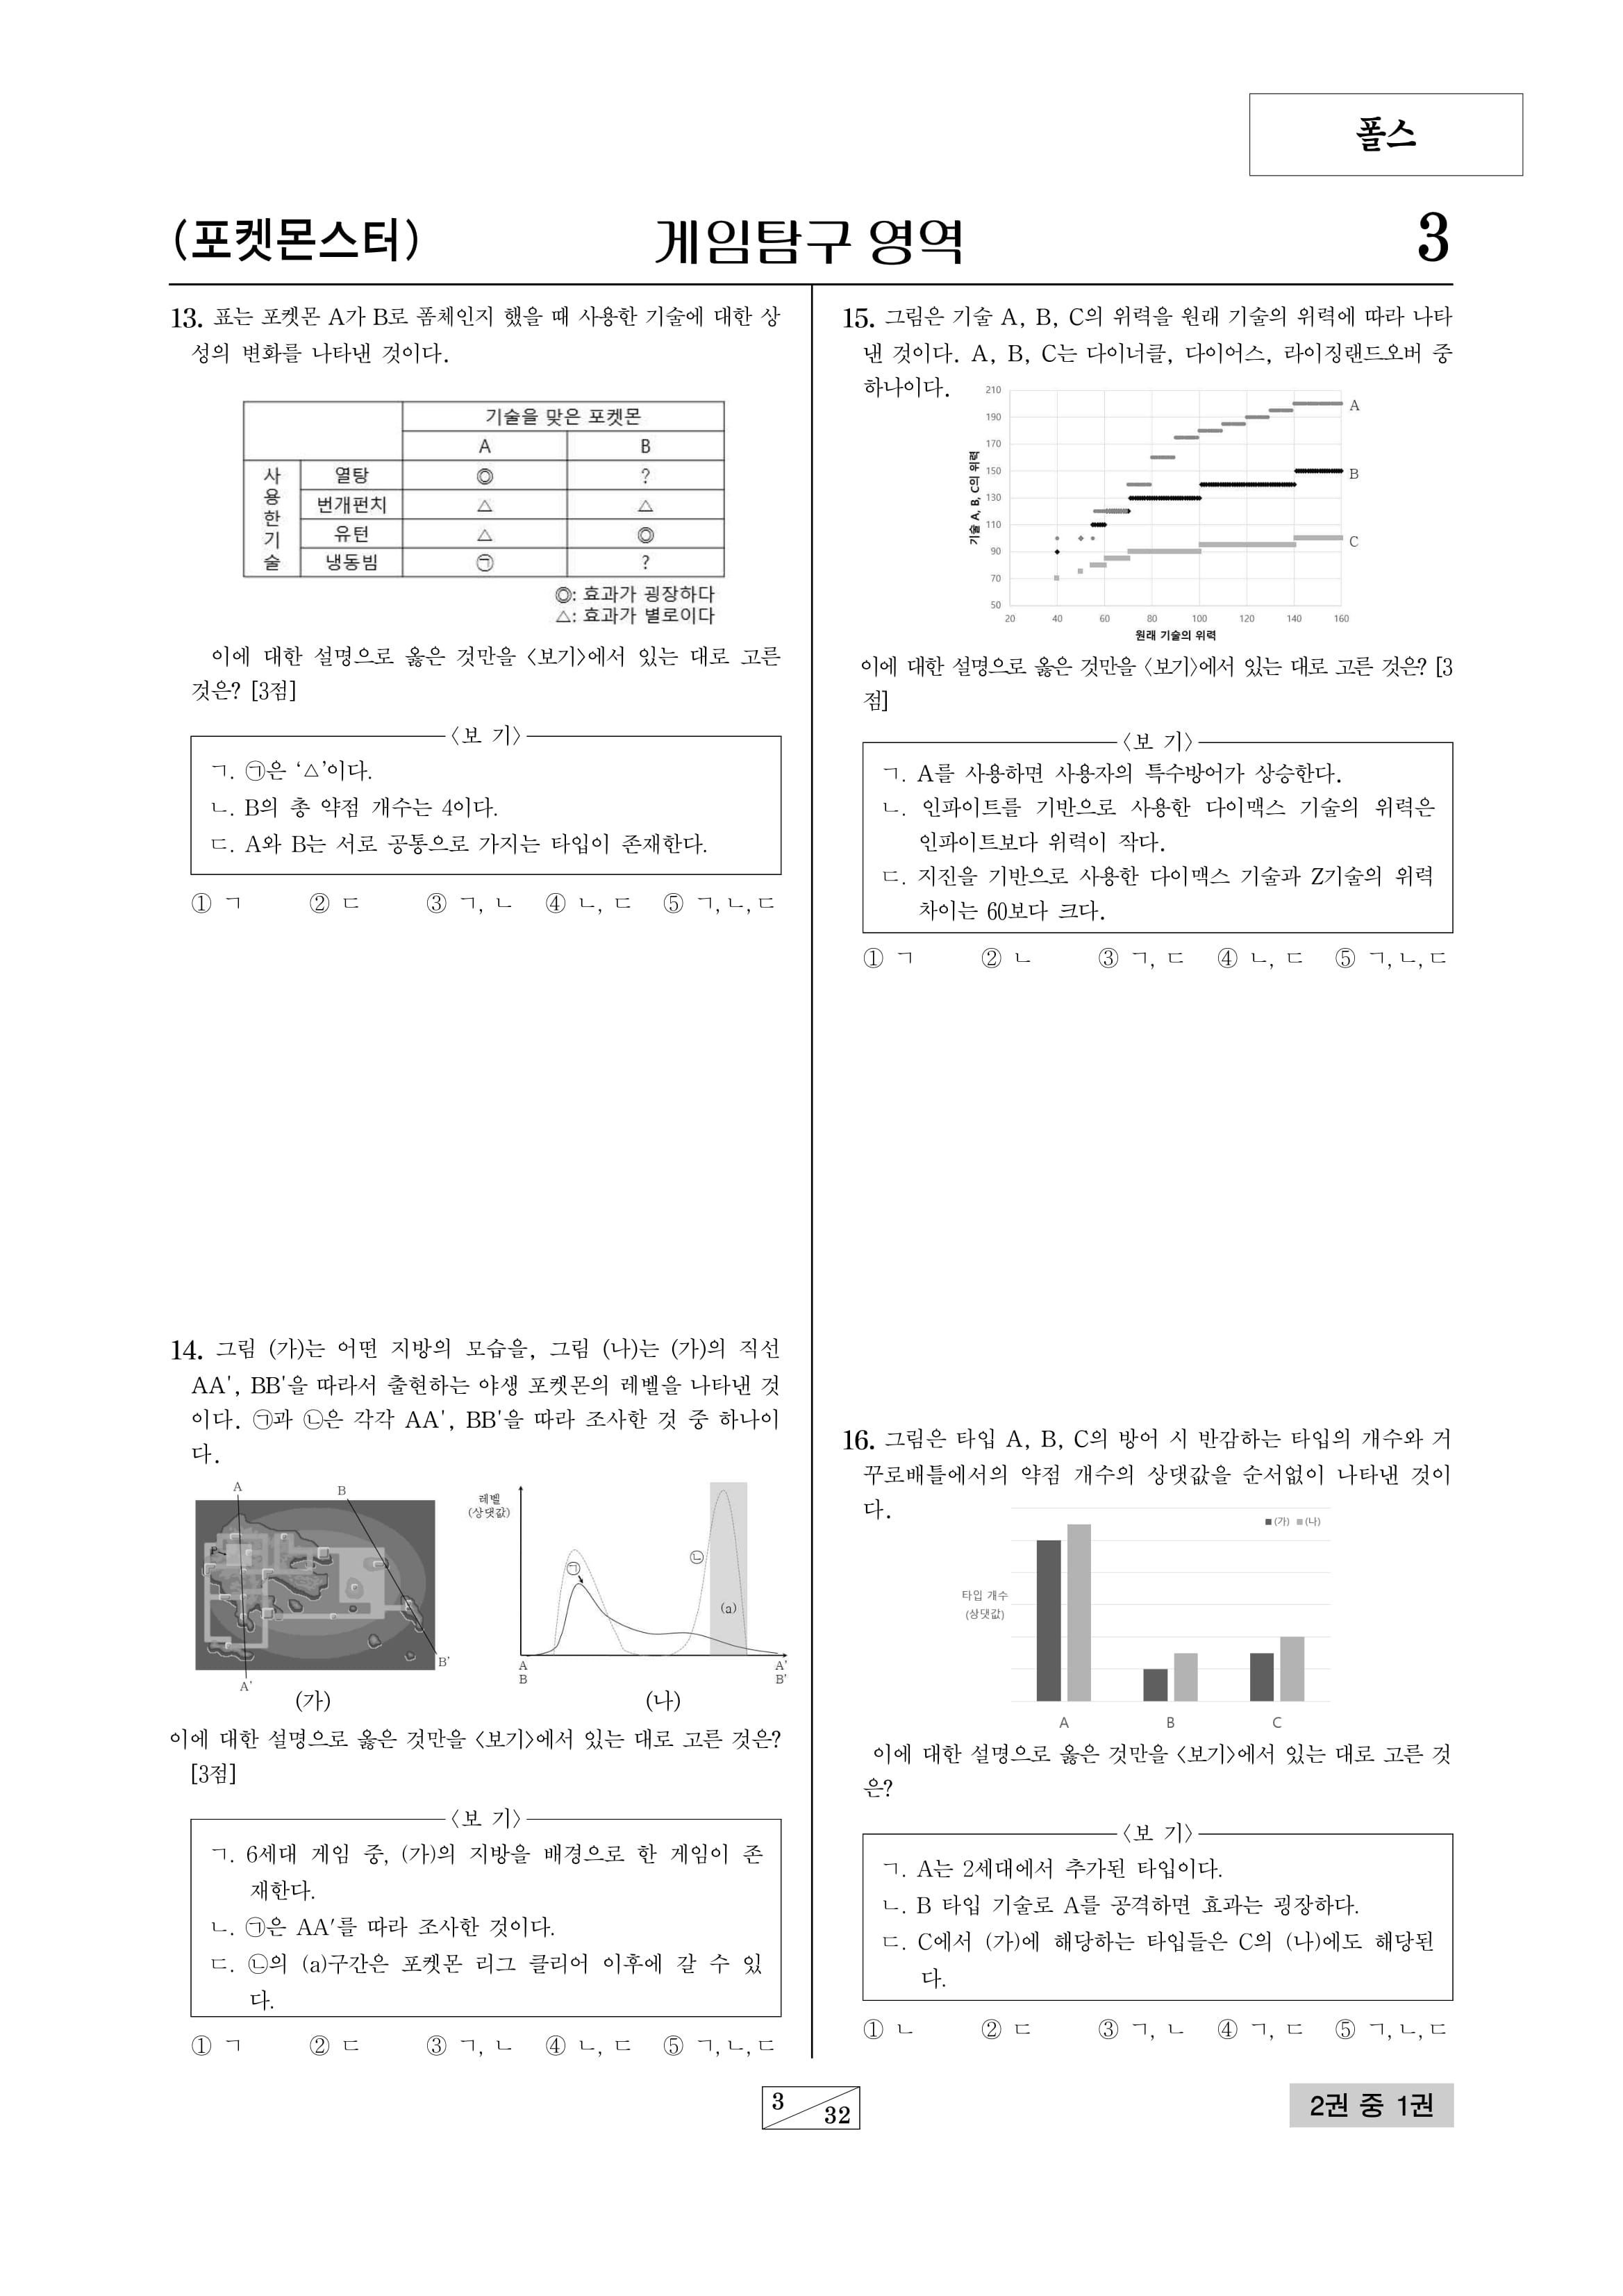 폴스
(포켓몬스터)
게임탐구 영역
3
13. 표는 포켓몬 A가 B로 폼체인지 했을 때 사용한 기술에 대한 상
성의 변화를 나타낸 것이다.
기술을 맞은 포켓몬
A B
사용한기술
열탕 ◎ ?
번개펀치 △ △
유턴 △ ◎
냉동빔 ㉠ ?
◎: 효과가 굉장하다
△: 효과가 별로이다
이에 대한 설명으로 옳은 것만을 <보기>에서 있는 대로 고른
것은? [3점]
<보 기>
ㄱ. ㉠은 ‘△’이다.
ㄴ. B의 총 약점 개수는 4이다.
ㄷ. A와 B는 서로 공통으로 가지는 타입이 존재한다.
① ㄱ ② ㄷ ③ ㄱ, ㄴ ④ ㄴ, ㄷ ⑤ ㄱ,ㄴ,ㄷ
14. 그림 (가)는 어떤 지방의 모습을, 그림 (나)는 (가)의 직선
AA', BB'을 따라서 출현하는 야생 포켓몬의 레벨을 나타낸 것
이다. ㉠과 ㉡은 각각 AA', BB'을 따라 조사한 것 중 하나이
다.
A B
P
A' B'
(가)
레벨
(상댓값)
㉠
㉡
(a)
A A'
B B'
(나)
이에 대한 설명으로 옳은 것만을 <보기>에서 있는 대로 고른 것은?
[3점]
<보 기>
ㄱ. 6세대 게임 중, (가)의 지방을 배경으로 한 게임이 존
재한다.
ㄴ. ㉠은 AA′를 따라 조사한 것이다.
ㄷ. ㉡의 (a)구간은 포켓몬 리그 클리어 이후에 갈 수 있
다.
① ㄱ ② ㄷ ③ ㄱ, ㄴ ④ ㄴ, ㄷ ⑤ ㄱ,ㄴ,ㄷ
15. 그림은 기술 A, B, C의 위력을 원래 기술의 위력에 따라 나타
낸 것이다. A, B, C는 다이너클, 다이어스, 라이징랜드오버 중
하나이다.
기술 A, B, C의 위력
210
190
170
150
130
110
90
70
50
20 40 60 80 100 120 140 160
원래 기술의 위력
A
B
C
이에 대한 설명으로 옳은 것만을 <보기>에서 있는 대로 고른 것은? [3
점]
<보 기>
ㄱ. A를 사용하면 사용자의 특수방어가 상승한다.
ㄴ. 인파이트를 기반으로 사용한 다이맥스 기술의 위력은
인파이트보다 위력이 작다.
ㄷ. 지진을 기반으로 사용한 다이맥스 기술과 Z기술의 위력
차이는 60보다 크다.
① ㄱ ② ㄴ ③ ㄱ, ㄷ ④ ㄴ, ㄷ ⑤ ㄱ,ㄴ,ㄷ
16. 그림은 타입 A, B, C의 방어 시 반감하는 타입의 개수와 거
꾸로배틀에서의 약점 개수의 상댓값을 순서없이 나타낸 것이
다.
■(가) ■(나)
타입 개수
(상댓값)
A B C
이에 대한 설명으로 옳은 것만을 <보기>에서 있는 대로 고른 것
은?
<보 기>
ㄱ. A는 2세대에서 추가된 타입이다.
ㄴ. B 타입 기술로 A를 공격하면 효과는 굉장하다.
ㄷ. C에서 (가)에 해당하는 타입들은 C의 (나)에도 해당된
다.
① ㄴ ② ㄷ ③ ㄱ, ㄴ ④ ㄱ, ㄷ ⑤ ㄱ,ㄴ,ㄷ
3
32
2권 중 1권